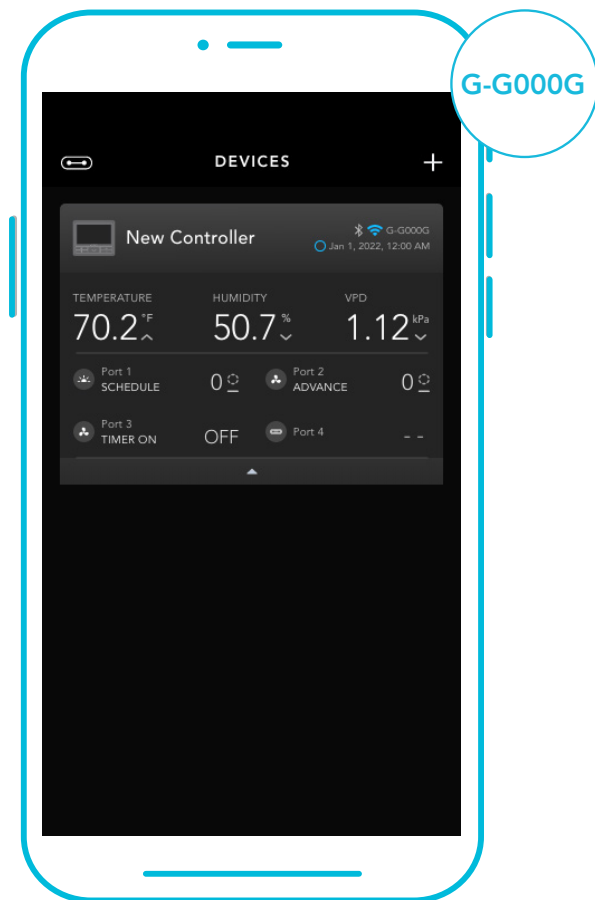 G-G000G
DEVICES
New Controller
G-G000G
Jan 1, 2022, 12:00 AM
TEMPERATURE HUMIDITY VPD
70.2 °F 50.7 % 1.12 kPa
Port 1 Port 2
SCHEDULE 0 ADVANCE 0
Port 3
TIMER ON OFF Port 4 - -